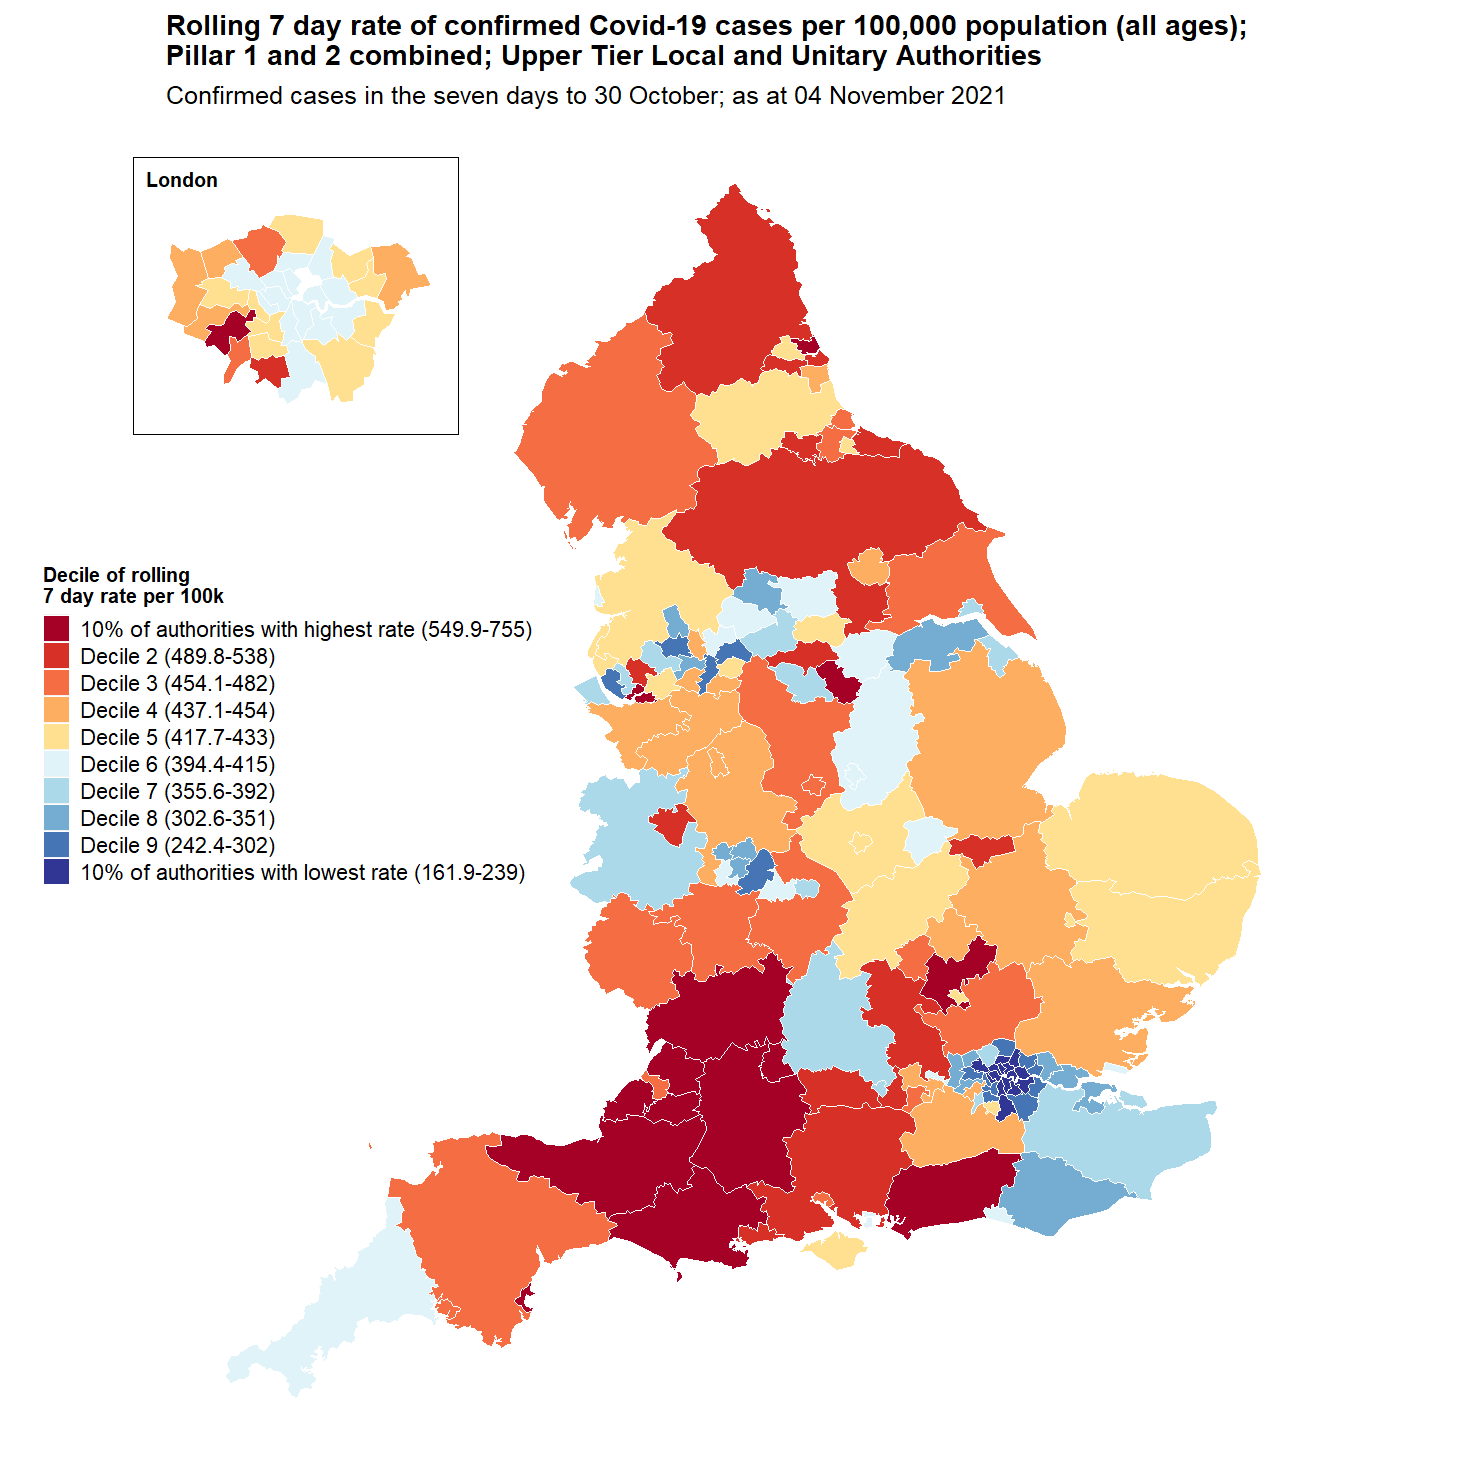 Rolling 7 day rate of confirmed Covid-19 cases per 100,000 population (all ages);
Pillar 1 and 2 combined; Upper Tier Local and Unitary Authorities
Confirmed cases in the seven days to 30 October; as at 04 November 2021
London
Decile of rolling
7 day rate per 100k
10% of authorities with highest rate (549.9-755)
Decile 2 (489.8-538)
Decile 3 (454.1-482)
Decile 4 (437.1-454)
Decile 5 (417.7-433)
Decile 6 (394.4-415)
Decile 7 (355.6-392)
Decile 8 (302.6-351)
Decile 9 (242.4-302)
10% of authorities with lowest rate (161.9-239)